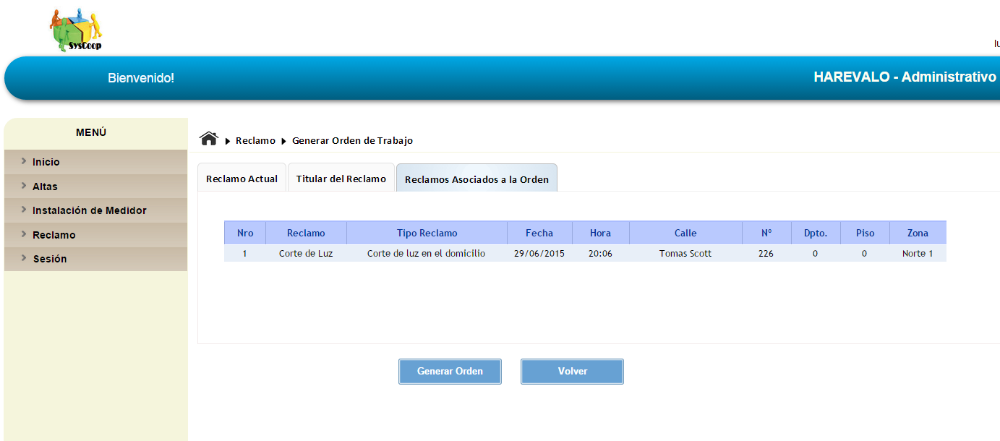 SysCoop
Bienvenido!
HAREVALO - Administrativo
MENÚ
Inicio
Altas
Instalación de Medidor
Reclamo
Sesión
Reclamo Generar Orden de Trabajo
Reclamo Actual Titular del Reclamo Reclamos Asociados a la Orden
Nro Reclamo Tipo Reclamo Fecha Hora Calle Nº Dpto. Piso Zona
1 Corte de Luz Corte de luz en el domicilio 29/06/2015 20:06 Tomas Scott 226 0 0 Norte 1
Generar Orden Volver